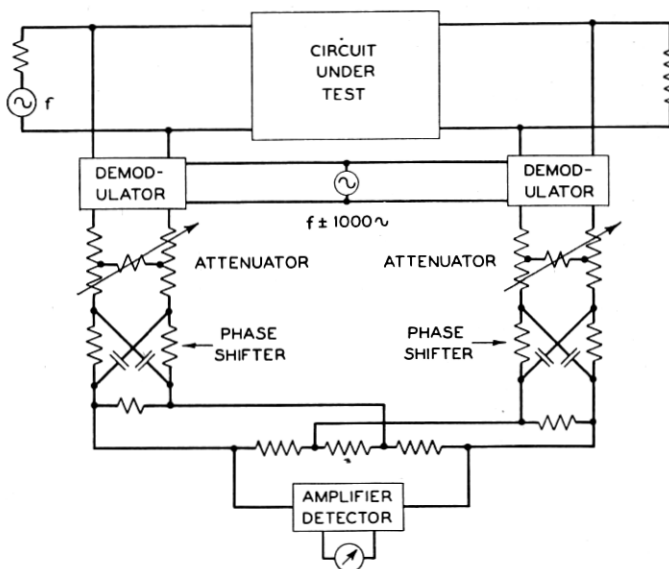 CIRCUIT
UNDER
TEST
f
DEMOD-
ULATOR
DEMOD-
ULATOR
f ± 1000 ~
ATTENUATOR
ATTENUATOR
PHASE
SHIFTER
PHASE
SHIFTER
AMPLIFIER
DETECTOR